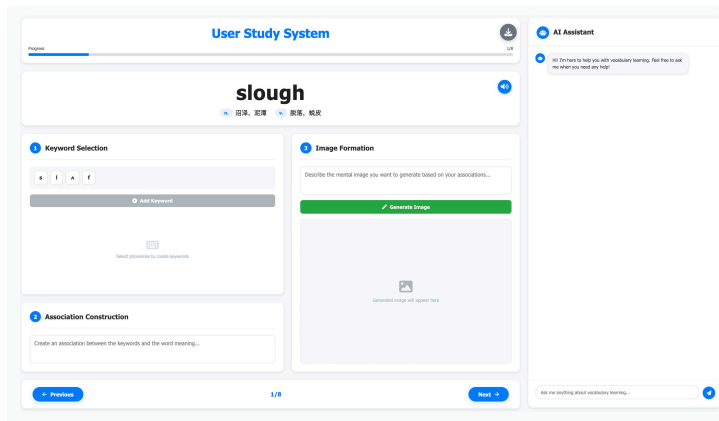 User Study System
Progress:
1/8
slough
n. 沼泽，泥潭 v. 脱落，蜕皮
1 Keyword Selection
s l ʌ f
Add Keyword
Select phonemes to create keywords
2 Association Construction
Create an association between the keywords and the word meaning...
3 Image Formation
Describe the mental image you want to generate based on your associations...
Generate Image
Generated image will appear here
← Previous
1/8
Next →
AI Assistant
Hi! I'm here to help you with vocabulary learning. Feel free to ask
me when you need any help!
Ask me anything about vocabulary learning...